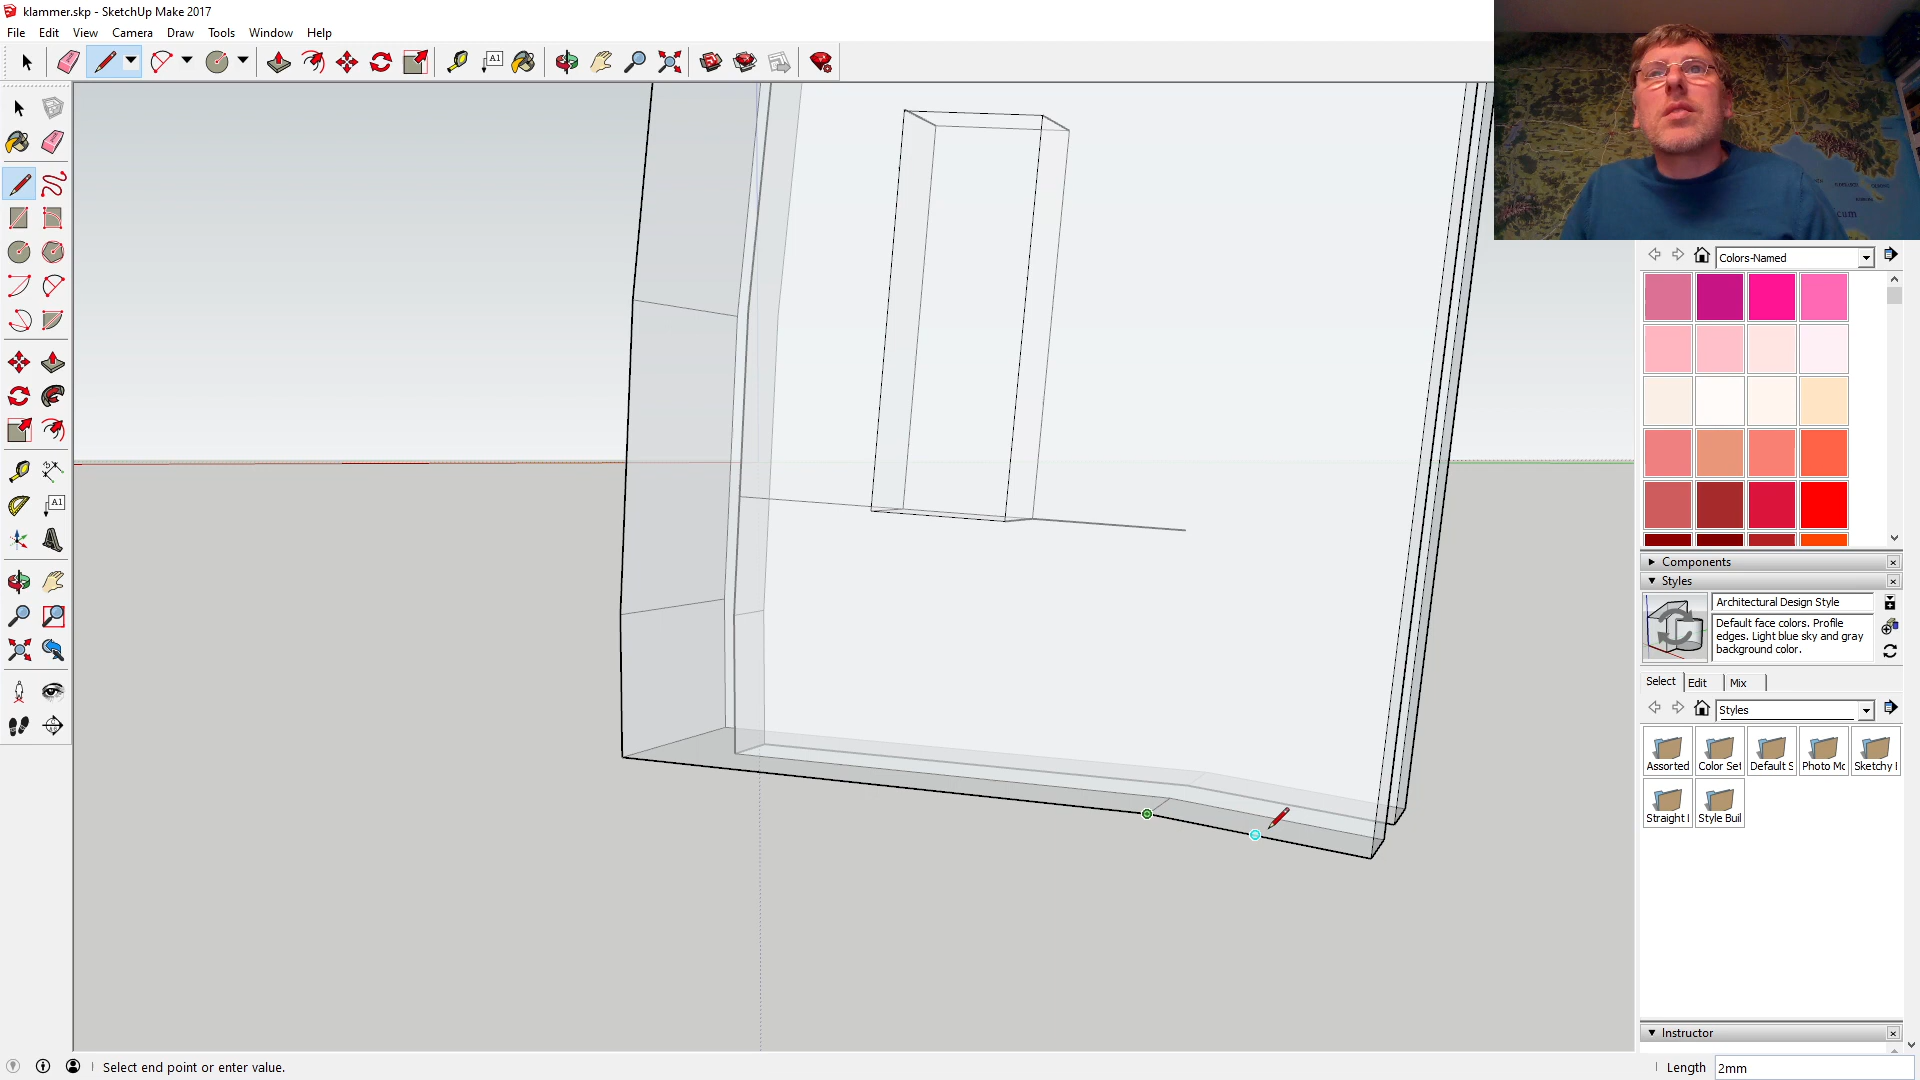 klammer.skp - SketchUp Make 2017
File Edit View Camera Draw Tools Window Help
A1
Colors-Named
A1
Components
Styles
Architectural Design Style
Default face colors. Profile
edges. Light blue sky and gray
background color.
Select Edit Mix
Styles
Assorted Color Set Default S Photo Mc Sketchy I
Straight I Style Buil
Instructor
Select end point or enter value.
Length 2mm